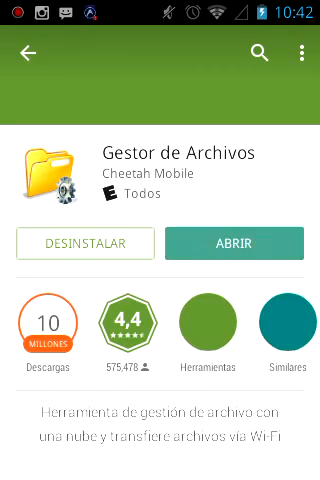 10:42
Gestor de Archivos
Cheetah Mobile
E Todos
DESINSTALAR
ABRIR
10
MILLONES
4,4
Descargas
575,478
Herramientas
Similares
Herramienta de gestión de archivo con
una nube y transfiere archivos vía Wi-Fi